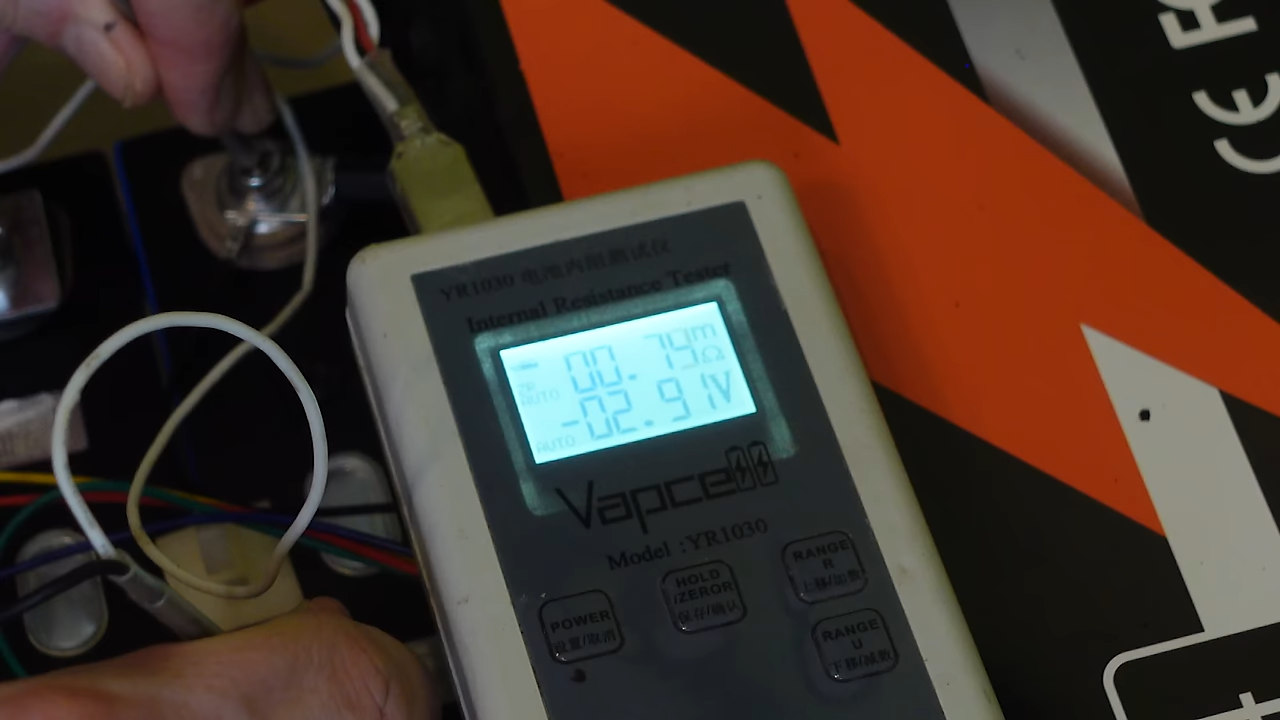 YR1030 电池内阻测试仪
Internal Resistance Tester
00.79mΩ
ZR
AUTO
-02.91V
AUTO
Vapcell
Model :YR1030
POWER
设置/取消
HOLD
/ZEROR
保存/确认
RANGE
R
上移/加数
RANGE
U
下移/减数
CE
+